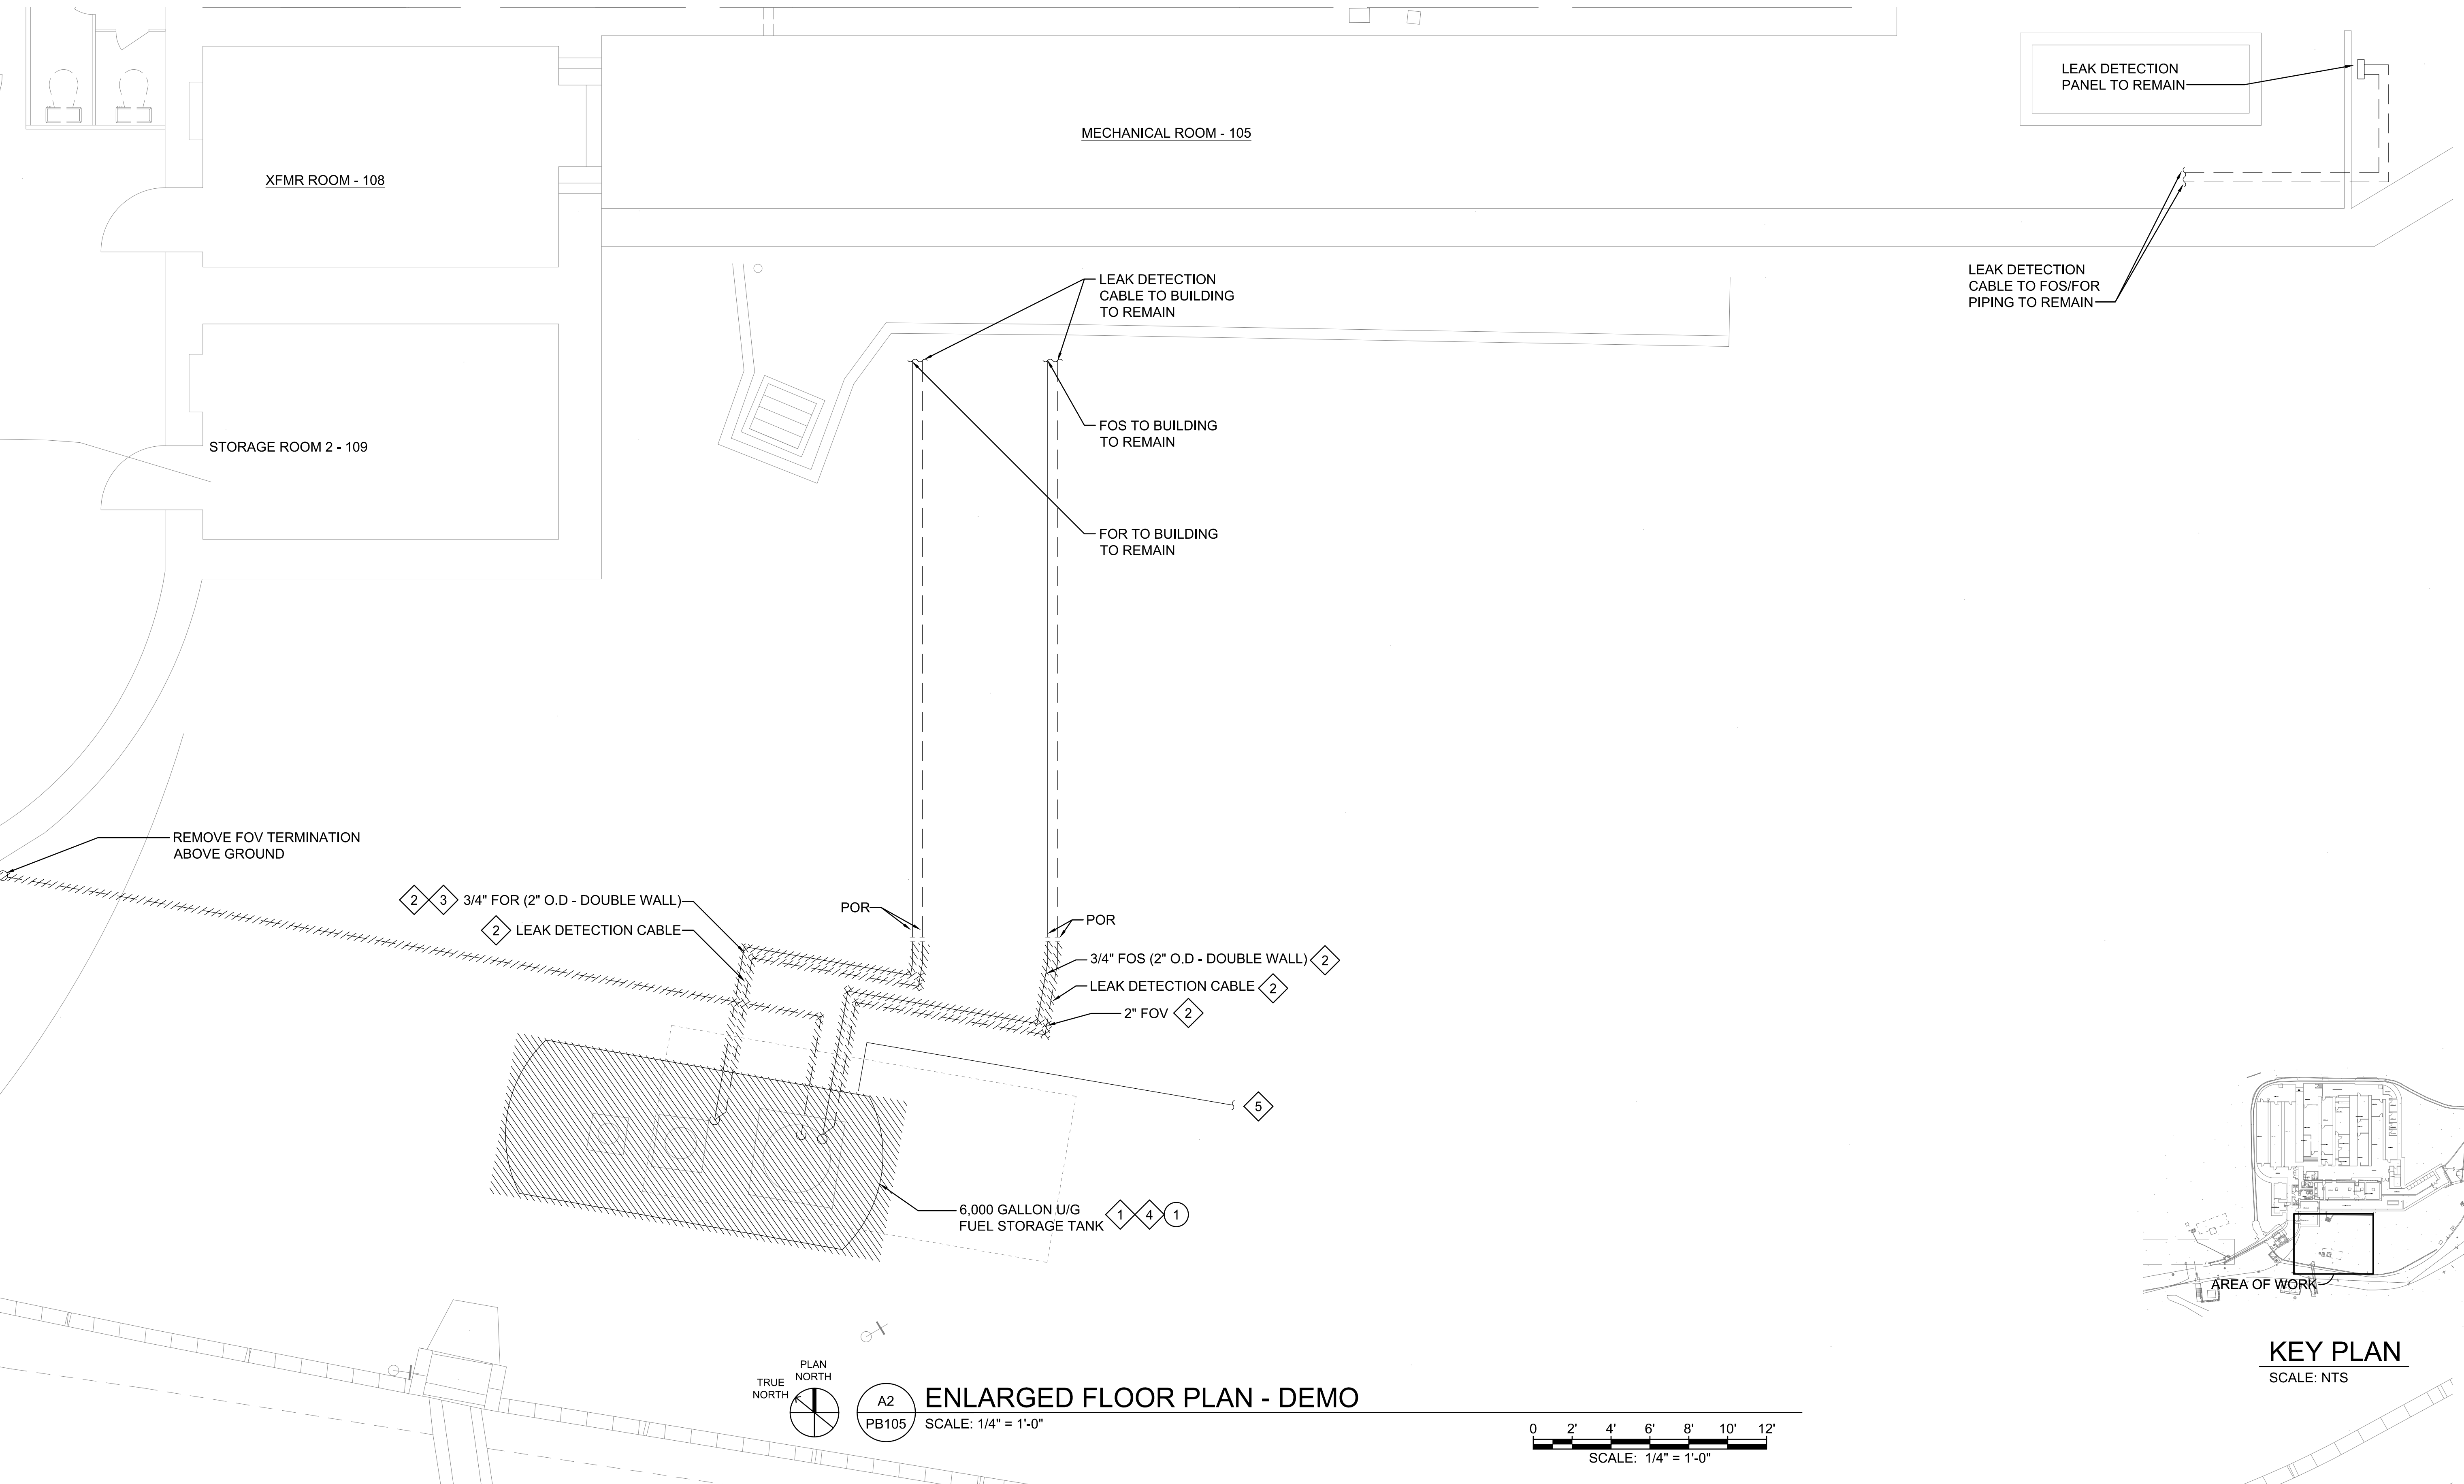 LEAK DETECTION
PANEL TO REMAIN
MECHANICAL ROOM - 105
XFMR ROOM - 108
LEAK DETECTION
CABLE TO BUILDING
TO REMAIN
LEAK DETECTION
CABLE TO FOS/FOR
PIPING TO REMAIN
FOS TO BUILDING
TO REMAIN
STORAGE ROOM 2 - 109
FOR TO BUILDING
TO REMAIN
REMOVE FOV TERMINATION
ABOVE GROUND
2 3 3/4" FOR (2" O.D - DOUBLE WALL)
2 LEAK DETECTION CABLE
POR
POR
3/4" FOS (2" O.D - DOUBLE WALL) 2
LEAK DETECTION CABLE 2
2" FOV 2
5
6,000 GALLON U/G
FUEL STORAGE TANK 1 4 1
AREA OF WORK
KEY PLAN
SCALE: NTS
PLAN
NORTH
TRUE
NORTH
A2
PB105
ENLARGED FLOOR PLAN - DEMO
SCALE: 1/4" = 1'-0"
0 2' 4' 6' 8' 10' 12'
SCALE: 1/4" = 1'-0"